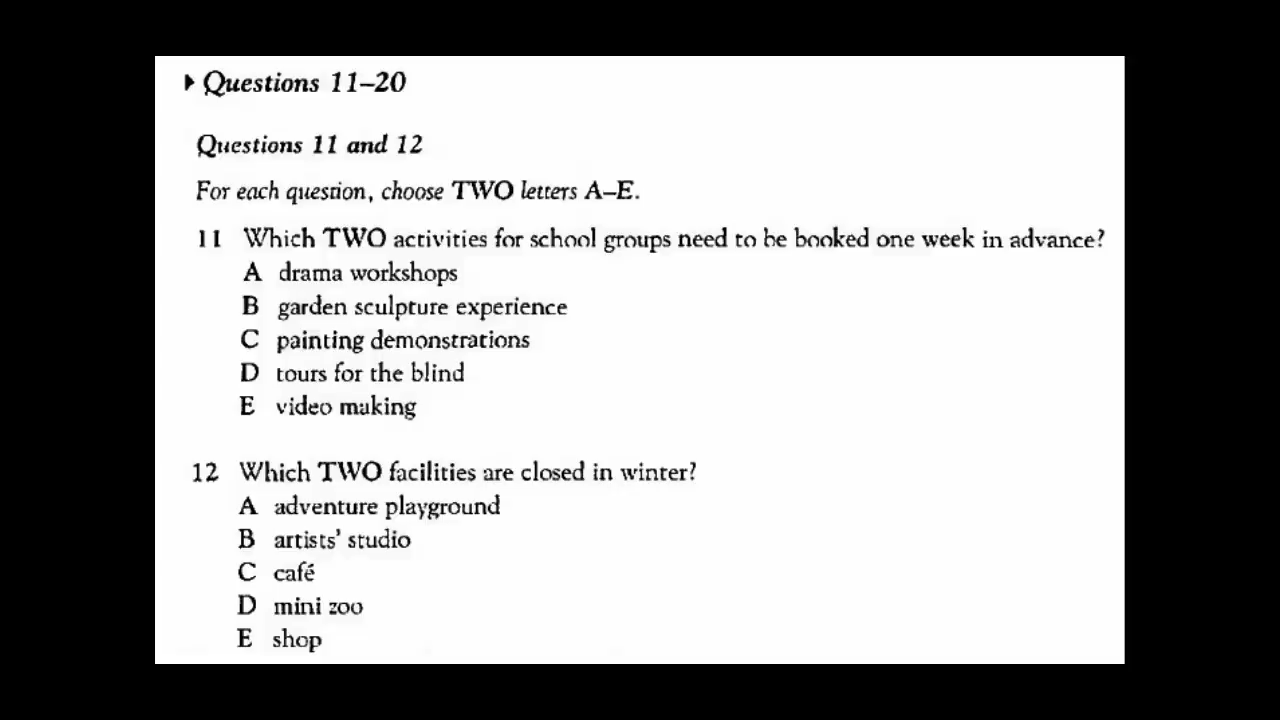 ▶ Questions 11–20
Questions 11 and 12
For each question, choose TWO letters A–E.
11 Which TWO activities for school groups need to be booked one week in advance?
A drama workshops
B garden sculpture experience
C painting demonstrations
D tours for the blind
E video making
12 Which TWO facilities are closed in winter?
A adventure playground
B artists' studio
C café
D mini zoo
E shop